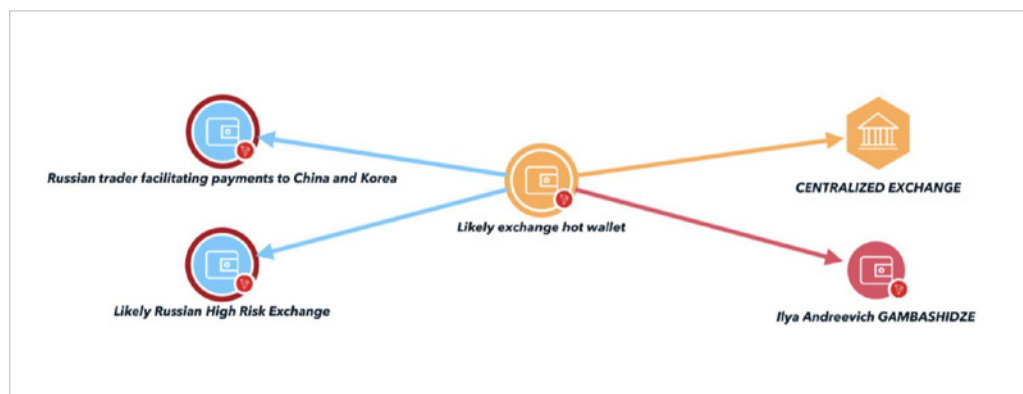 Russian trader facilitating payments to China and Korea
CENTRALIZED EXCHANGE
Likely exchange hot wallet
Likely Russian High Risk Exchange
Ilya Andreevich GAMBASHIDZE